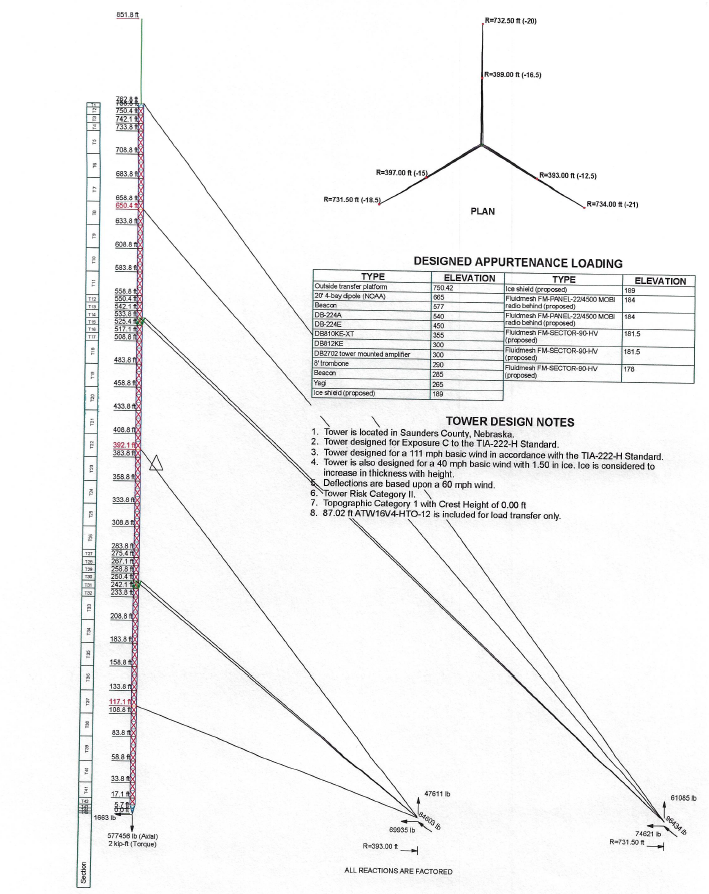 851.8 ft
750.4 ft
742.1 ft
733.8 ft
708.8 ft
683.8 ft
658.8 ft
650.4 ft
633.8 ft
608.8 ft
583.8 ft
558.8 ft
550.4 ft
542.1 ft
533.8 ft
525.4 ft
517.1 ft
508.8 ft
483.8 ft
458.8 ft
433.8 ft
408.8 ft
392.1 ft
383.8 ft
358.8 ft
333.8 ft
308.8 ft
283.8 ft
275.4 ft
267.1 ft
258.8 ft
250.4 ft
242.1 ft
233.8 ft
208.8 ft
183.8 ft
158.8 ft
133.8 ft
117.1 ft
108.8 ft
83.8 ft
58.8 ft
33.8 ft
17.1 ft
5.7 ft
Section
R=732.50 ft (-20)
R=399.00 ft (-16.5)
R=397.00 ft (-15)
R=393.00 ft (-12.5)
R=731.50 ft (-18.5)
R=734.00 ft (-21)
PLAN
DESIGNED APPURTENANCE LOADING
TYPE ELEVATION TYPE ELEVATION
Outside transfer platform 750.42 Ice shield (proposed) 189
20' 4-bay dipole (NOAA) 665 Fluidmesh FM-PANEL-22/4500 MOBI radio behind (proposed) 184
Beacon 577
DB-224A 540 Fluidmesh FM-PANEL-22/4500 MOBI radio behind (proposed) 184
DB-224E 450
DB810KE-XT 355 Fluidmesh FM-SECTOR-90-HV (proposed) 181.5
DB812KE 300
DB2702 tower mounted amplifier 300 Fluidmesh FM-SECTOR-90-HV (proposed) 181.5
6' trombone 290
Beacon 285 Fluidmesh FM-SECTOR-90-HV (proposed) 178
Yagi 265
Ice shield (proposed) 189
TOWER DESIGN NOTES
1. Tower is located in Saunders County, Nebraska.
2. Tower designed for Exposure C to the TIA-222-H Standard.
3. Tower designed for a 111 mph basic wind in accordance with the TIA-222-H Standard.
4. Tower is also designed for a 40 mph basic wind with 1.50 in ice. Ice is considered to
increase in thickness with height.
5. Deflections are based upon a 60 mph wind.
6. Tower Risk Category II.
7. Topographic Category 1 with Crest Height of 0.00 ft
8. 87.02 ft ATW16V4-HTO-12 is included for load transfer only.
1663 lb
577456 lb (Axial)
2 kip-ft (Torque)
47611 lb
84603 lb
69935 lb
R=393.00 ft
61085 lb
96434 lb
74621 lb
R=731.50 ft
ALL REACTIONS ARE FACTORED